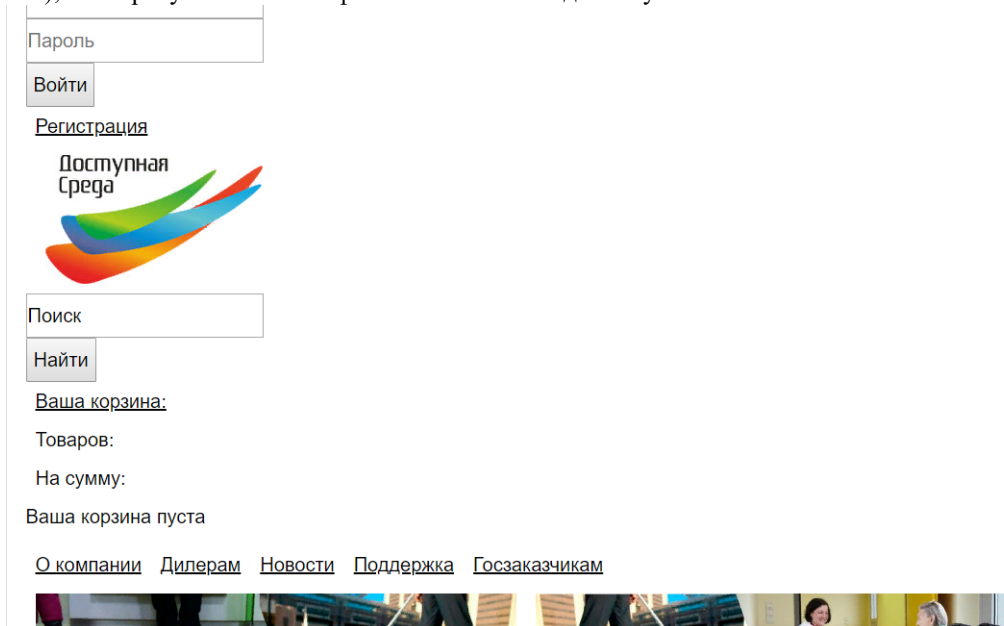 Пароль
Войти
Регистрация
Доступная
Среда
Поиск
Найти
Ваша корзина:
Товаров:
На сумму:
Ваша корзина пуста
О компании Дилерам Новости Поддержка Госзаказчикам